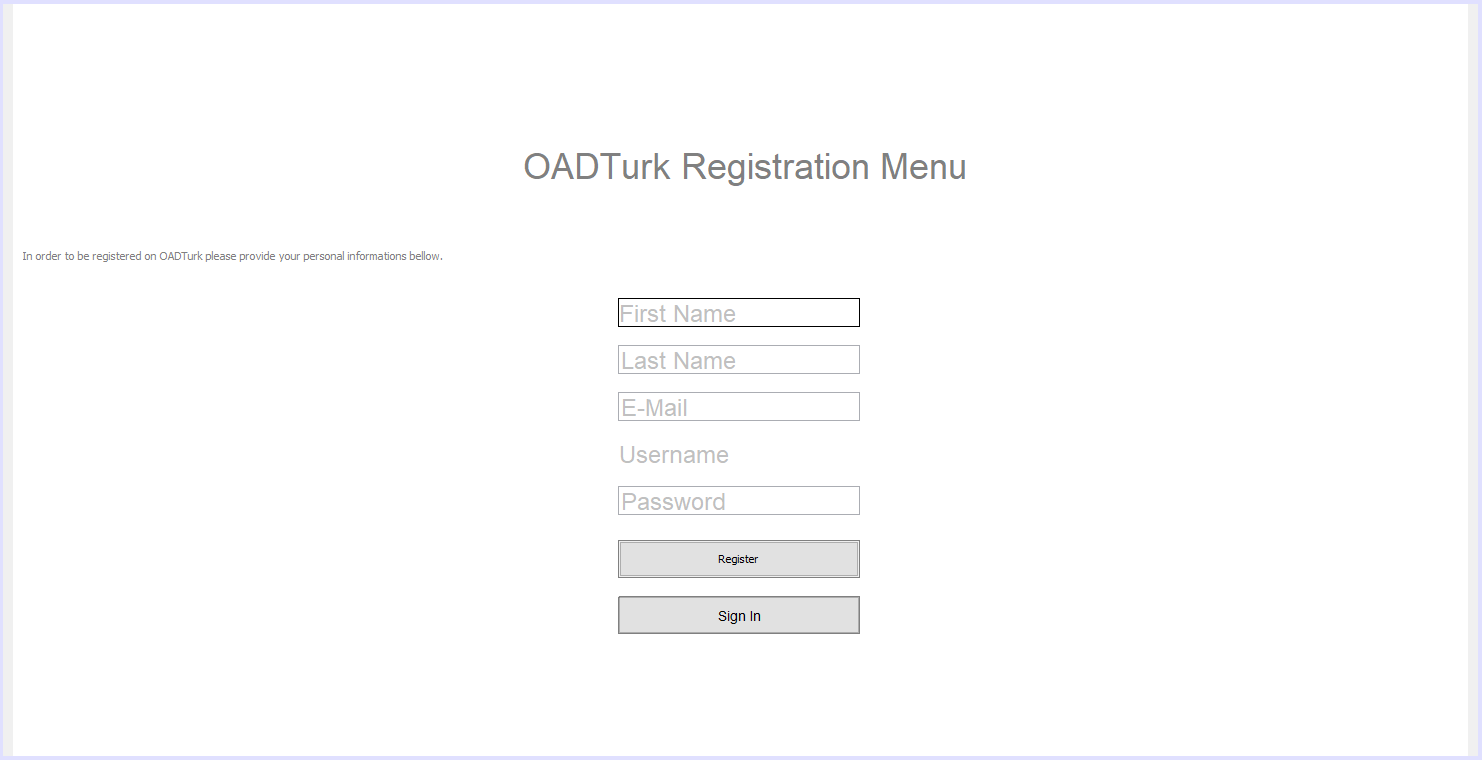 OADTurk Registration Menu
In order to be registered on OADTurk please provide your personal informations bellow.
First Name
Last Name
E-Mail
Username
Password
Register
Sign In